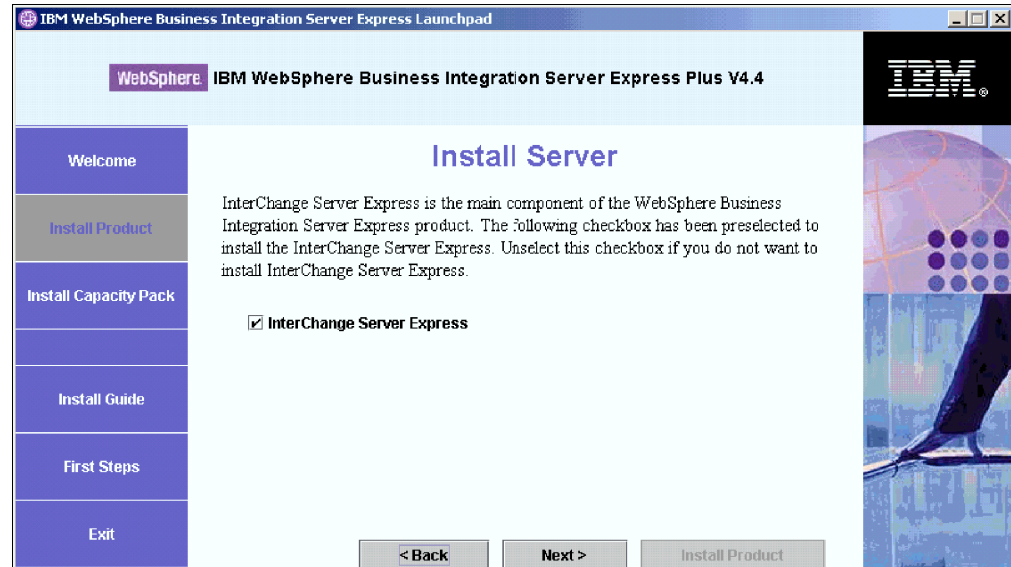 IBM WebSphere Business Integration Server Express Launchpad
WebSphere. IBM WebSphere Business Integration Server Express Plus V4.4
IBM®
Welcome
Install Product
Install Capacity Pack
Install Guide
First Steps
Exit
Install Server
InterChange Server Express is the main component of the WebSphere Business
Integration Server Express product. The following checkbox has been preselected to
install the InterChange Server Express. Unselect this checkbox if you do not want to
install InterChange Server Express.
InterChange Server Express
< Back Next > Install Product